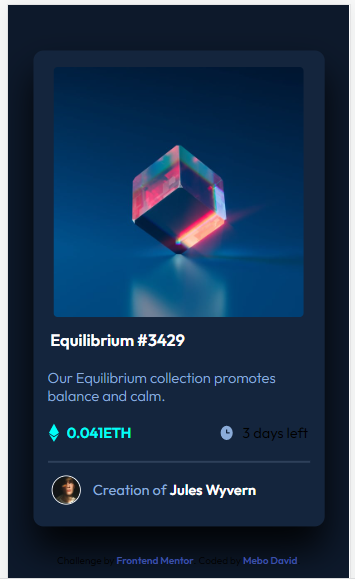 Equilibrium #3429
Our Equilibrium collection promotes
balance and calm.
0.041ETH 3 days left
Creation of Jules Wyvern
Challenge by Frontend Mentor Coded by Mebo David